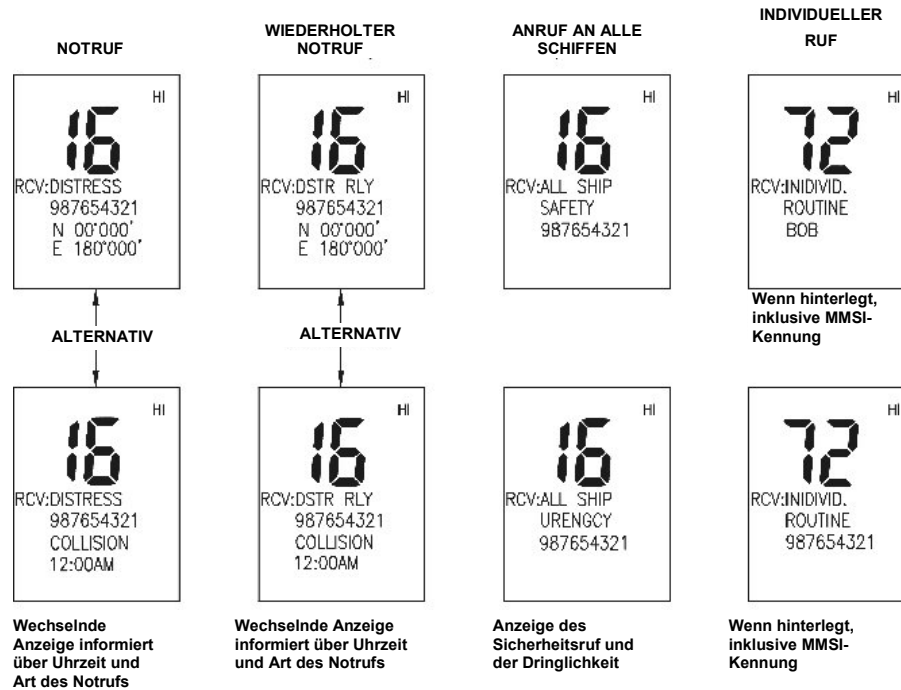 NOTRUF
WIEDERHOLTER
NOTRUF
ANRUF AN ALLE
SCHIFFEN
INDIVIDUELLER
RUF
HI
16
RCV:DISTRESS
987654321
N 00°000'
E 180°000'
HI
16
RCV:DSTR RLY
987654321
N 00°000'
E 180°000'
HI
16
RCV:ALL SHIP
SAFETY
987654321
HI
72
RCV:INIDIVID.
ROUTINE
BOB
Wenn hinterlegt,
inklusive MMSI-
Kennung
ALTERNATIV
ALTERNATIV
HI
16
RCV:DISTRESS
987654321
COLLISION
12:00AM
HI
16
RCV:DSTR RLY
987654321
COLLISION
12:00AM
HI
16
RCV:ALL SHIP
URENGCY
987654321
HI
72
RCV:INIDIVID.
ROUTINE
987654321
Wechselnde
Anzeige informiert
über Uhrzeit und
Art des Notrufs
Wechselnde Anzeige
informiert über Uhrzeit
und Art des Notrufs
Anzeige des
Sicherheitsruf und
der Dringlichkeit
Wenn hinterlegt,
inklusive MMSI-
Kennung